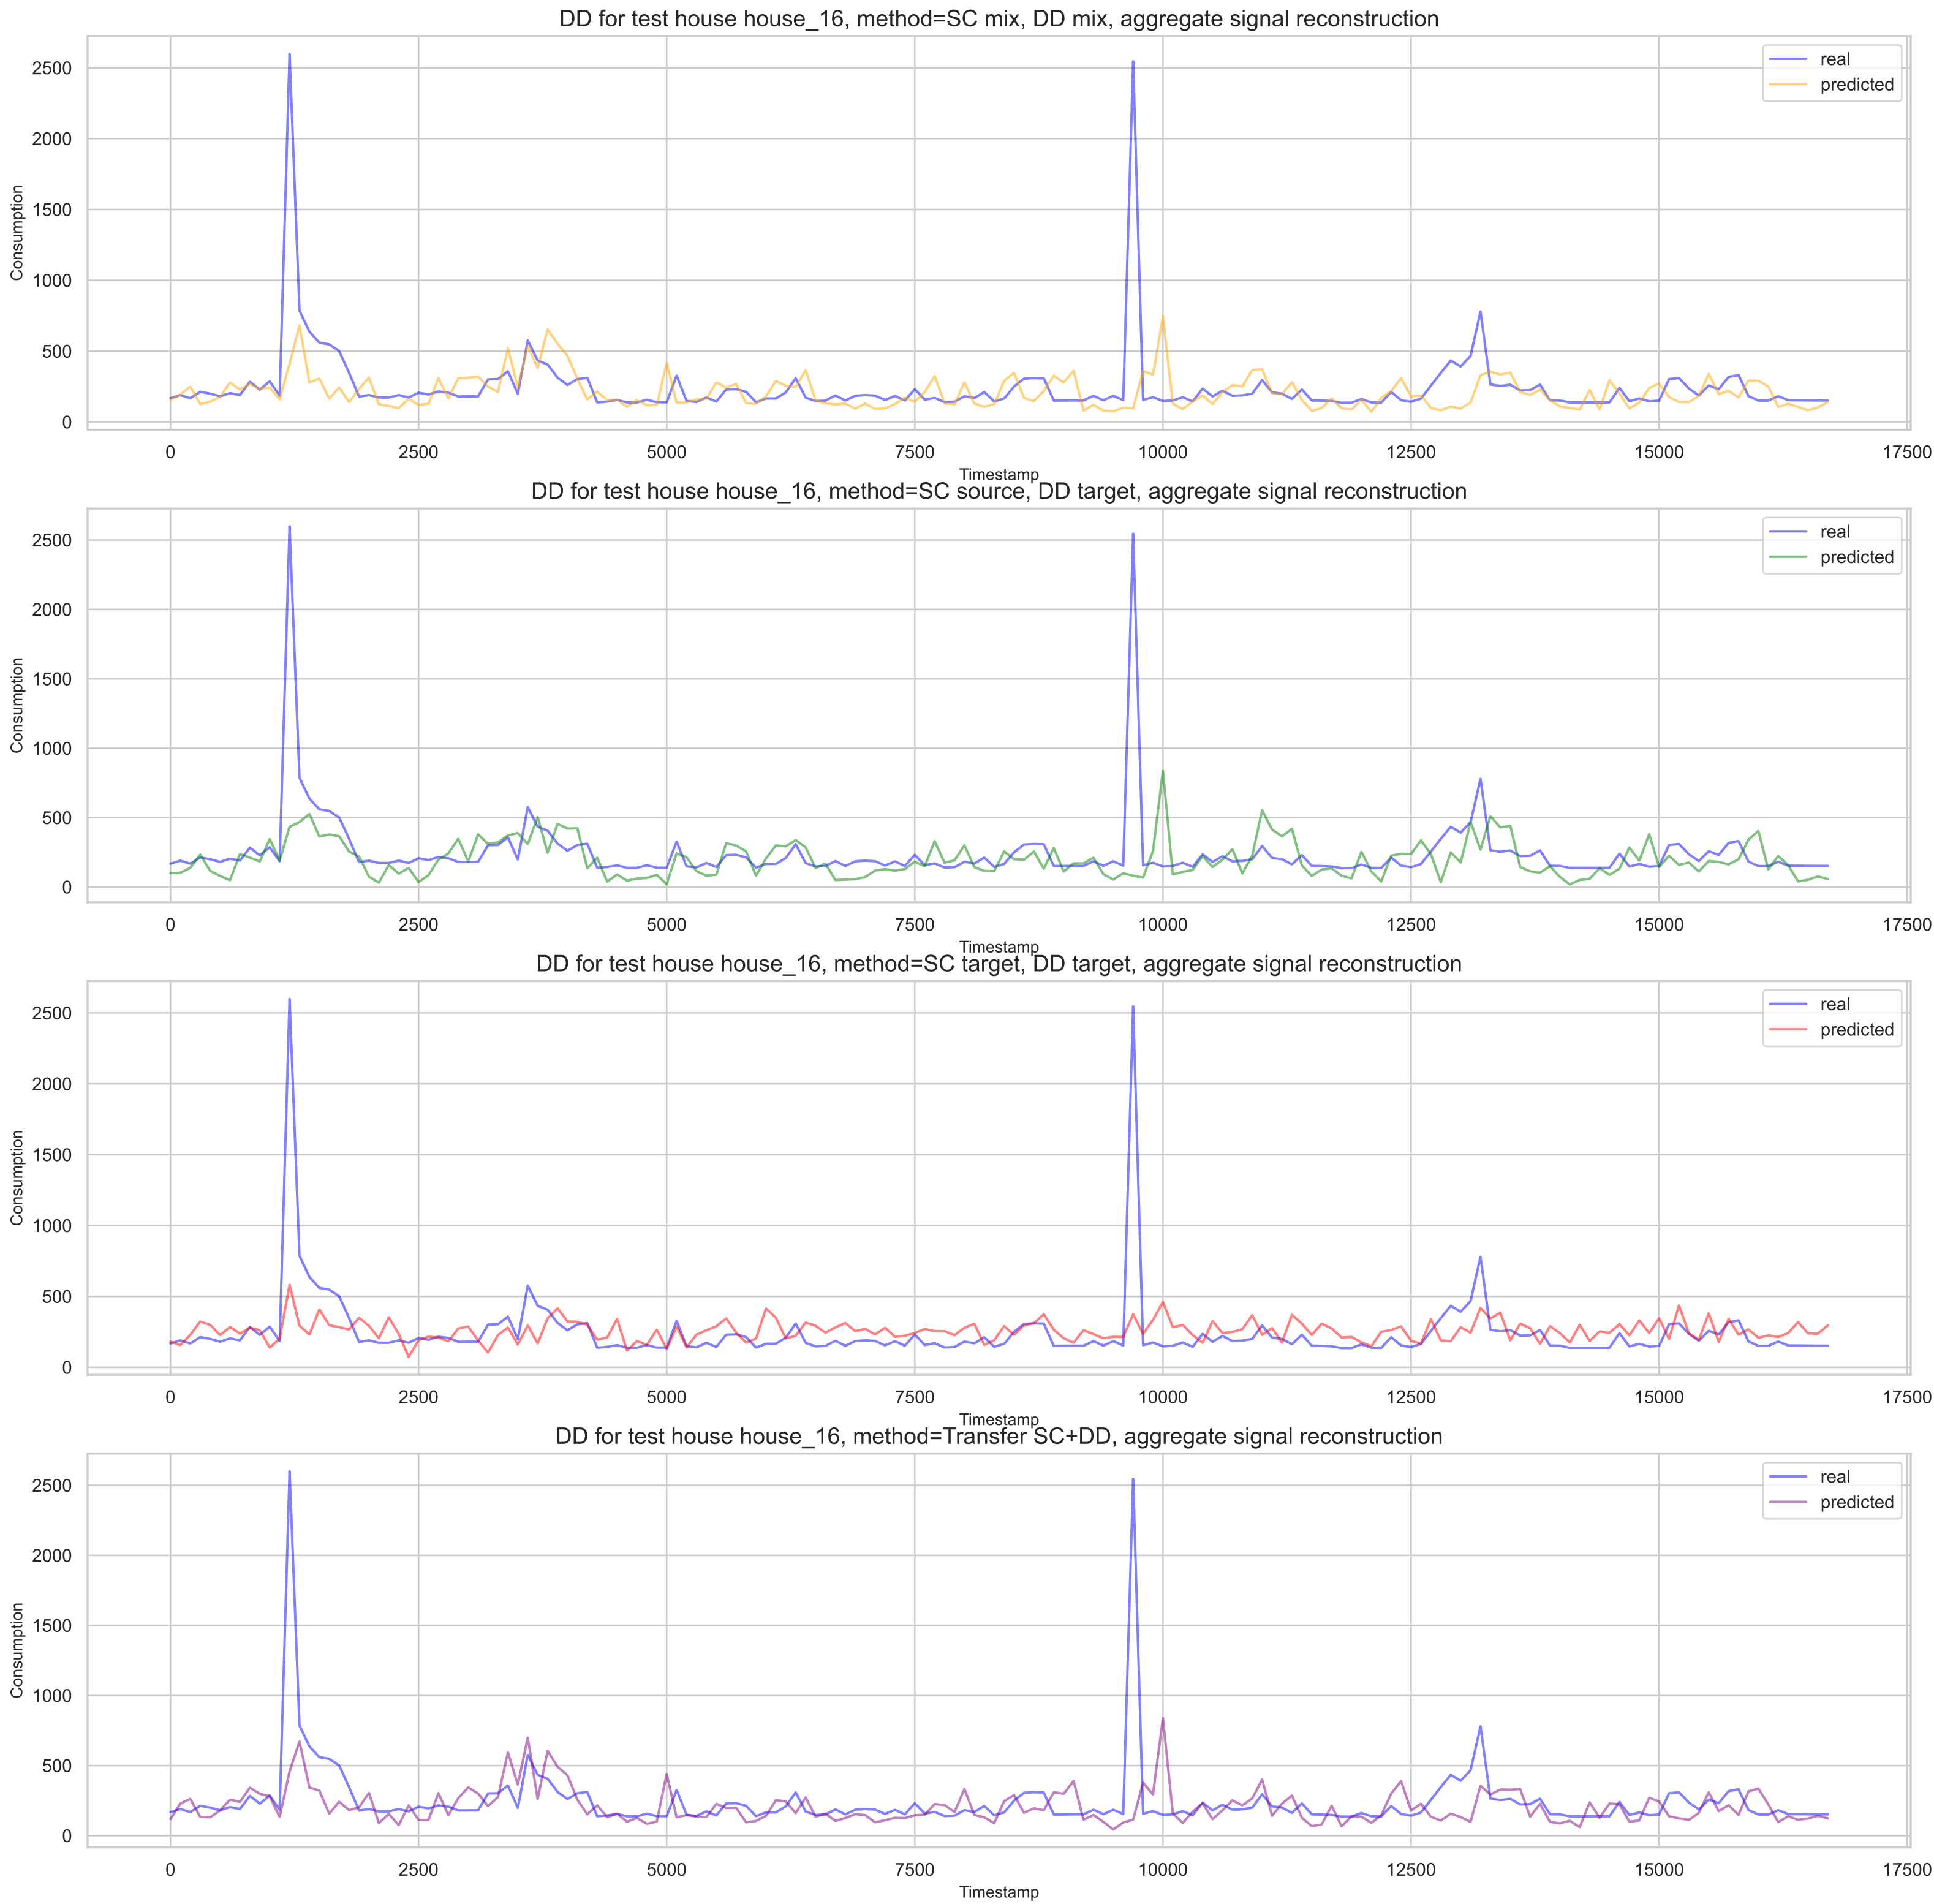 DD for test house house_16, method=SC mix, DD mix, aggregate signal reconstruction
real
predicted
Consumption
2500
2000
1500
1000
500
0
0 2500 5000 7500 10000 12500 15000 17500
Timestamp
DD for test house house_16, method=SC source, DD target, aggregate signal reconstruction
real
predicted
Consumption
2500
2000
1500
1000
500
0
0 2500 5000 7500 10000 12500 15000 17500
Timestamp
DD for test house house_16, method=SC target, DD target, aggregate signal reconstruction
real
predicted
Consumption
2500
2000
1500
1000
500
0
0 2500 5000 7500 10000 12500 15000 17500
Timestamp
DD for test house house_16, method=Transfer SC+DD, aggregate signal reconstruction
real
predicted
Consumption
2500
2000
1500
1000
500
0
0 2500 5000 7500 10000 12500 15000 17500
Timestamp